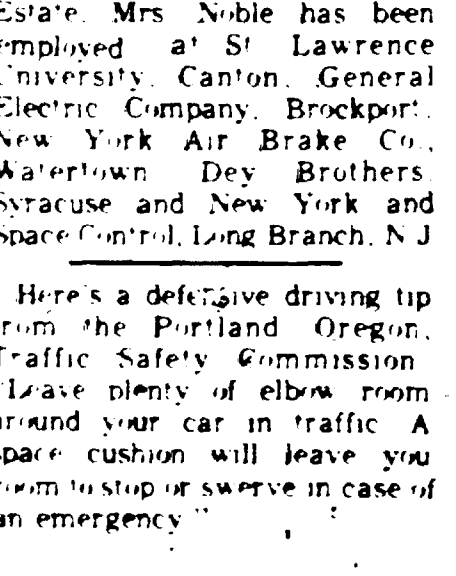 Estate. Mrs Noble has been
employed at St Lawrence
University, Canton, General
Electric Company, Brockport,
New York Air Brake Co.,
Watertown Dey Brothers
Syracuse and New York and
Space Control, Long Branch, N J
Here's a defensive driving tip
from the Portland Oregon,
Traffic Safety Commission
"Leave plenty of elbow room
around your car in traffic A
space cushion will leave you
room to stop or swerve in case of
an emergency "